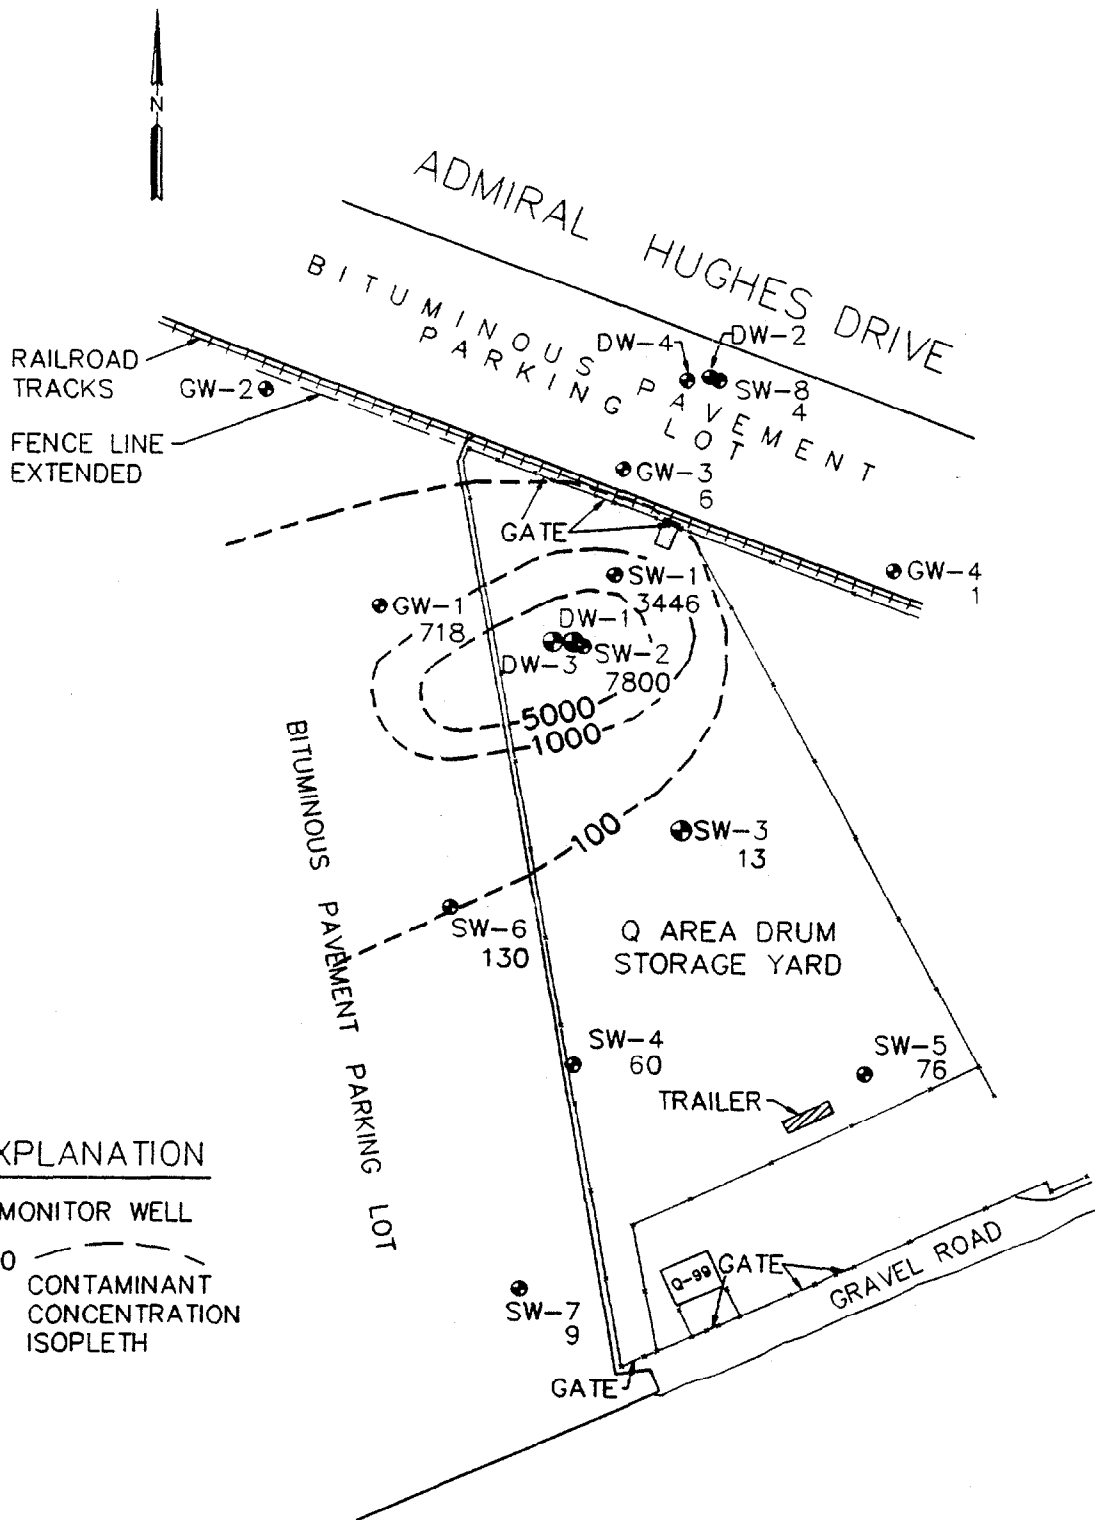 N
ADMIRAL HUGHES DRIVE
BITUMINOUS PAVEMENT
PARKING LOT
RAILROAD
TRACKS
GW-2
FENCE LINE
EXTENDED
DW-4
DW-2
SW-8
4
GW-3
6
GATE
GW-4
1
SW-1
3446
GW-1
718
DW-1
DW-3
SW-2
7800
5000
1000
100
SW-3
13
BITUMINOUS PAVEMENT PARKING LOT
SW-6
130
Q AREA DRUM
STORAGE YARD
SW-4
60
SW-5
76
TRAILER
XPLANATION
MONITOR WELL
0
CONTAMINANT
CONCENTRATION
ISOPLETH
SW-7
9
Q-99
GATE
GRAVEL ROAD
GATE